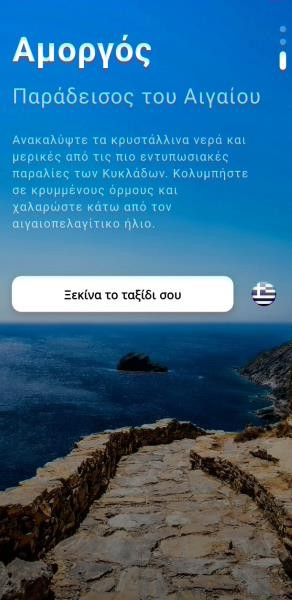 Αμοργός
Παράδεισος του Αιγαίου
Ανακαλύψτε τα κρυστάλλινα νερά και
μερικές από τις πιο εντυπωσιακές
παραλίες των Κυκλάδων. Κολυμπήστε
σε κρυμμένους όρμους και
χαλαρώστε κάτω από τον
αιγαιοπελαγίτικο ήλιο.
Ξεκίνα το ταξίδι σου